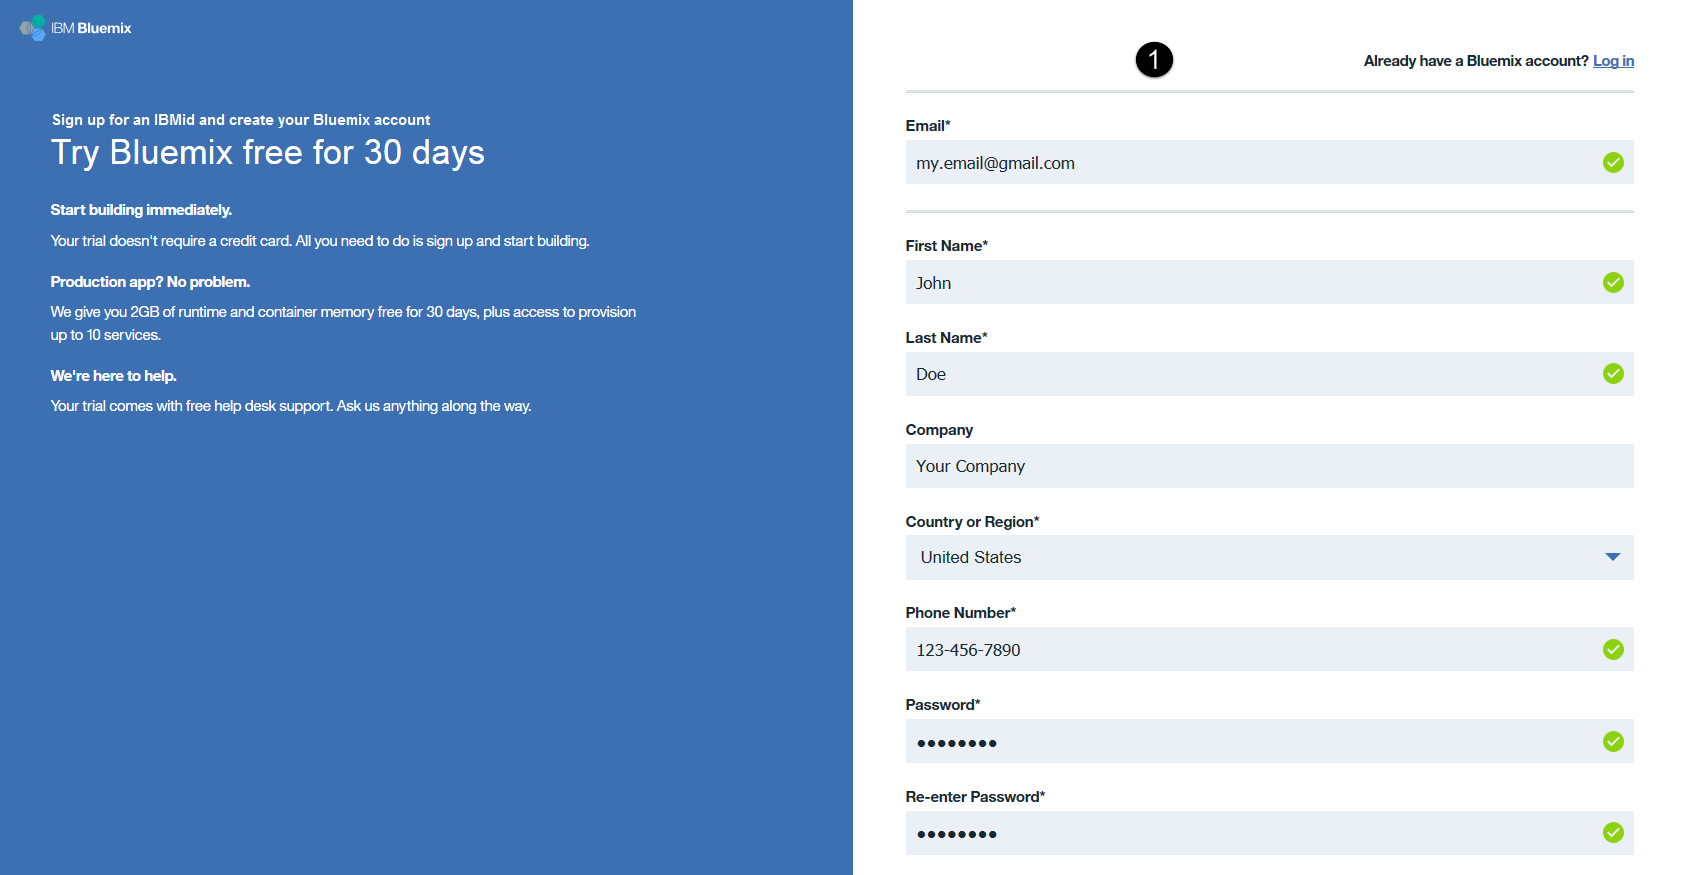 IBM Bluemix
Sign up for an IBMid and create your Bluemix account
Try Bluemix free for 30 days
Start building immediately.
Your trial doesn't require a credit card. All you need to do is sign up and start building.
Production app? No problem.
We give you 2GB of runtime and container memory free for 30 days, plus access to provision
up to 10 services.
We're here to help.
Your trial comes with free help desk support. Ask us anything along the way.
1
Already have a Bluemix account? Log in
Email*
my.email@gmail.com
First Name*
John
Last Name*
Doe
Company
Your Company
Country or Region*
United States
Phone Number*
123-456-7890
Password*
●●●●●●●●
Re-enter Password*
●●●●●●●●